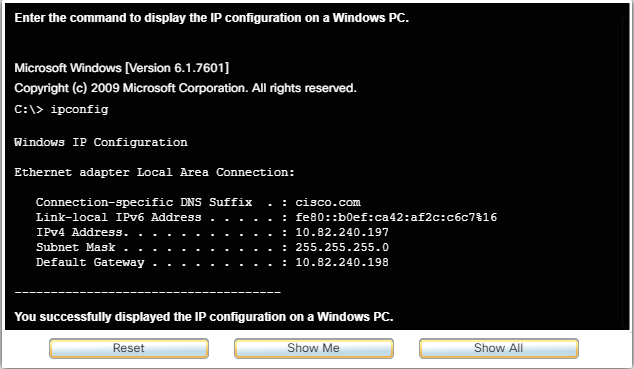 Enter the command to display the IP configuration on a Windows PC.
Microsoft Windows [Version 6.1.7601]
Copyright (c) 2009 Microsoft Corporation. All rights reserved.
C:\> ipconfig
Windows IP Configuration
Ethernet adapter Local Area Connection:
Connection-specific DNS Suffix  . : cisco.com
Link-local IPv6 Address . . . . . : fe80::b0ef:ca42:af2c:c6c7%16
IPv4 Address. . . . . . . . . . . : 10.82.240.197
Subnet Mask . . . . . . . . . . . : 255.255.255.0
Default Gateway . . . . . . . . . : 10.82.240.198
-------------------------------------
You successfully displayed the IP configuration on a Windows PC.
Reset Show Me Show All